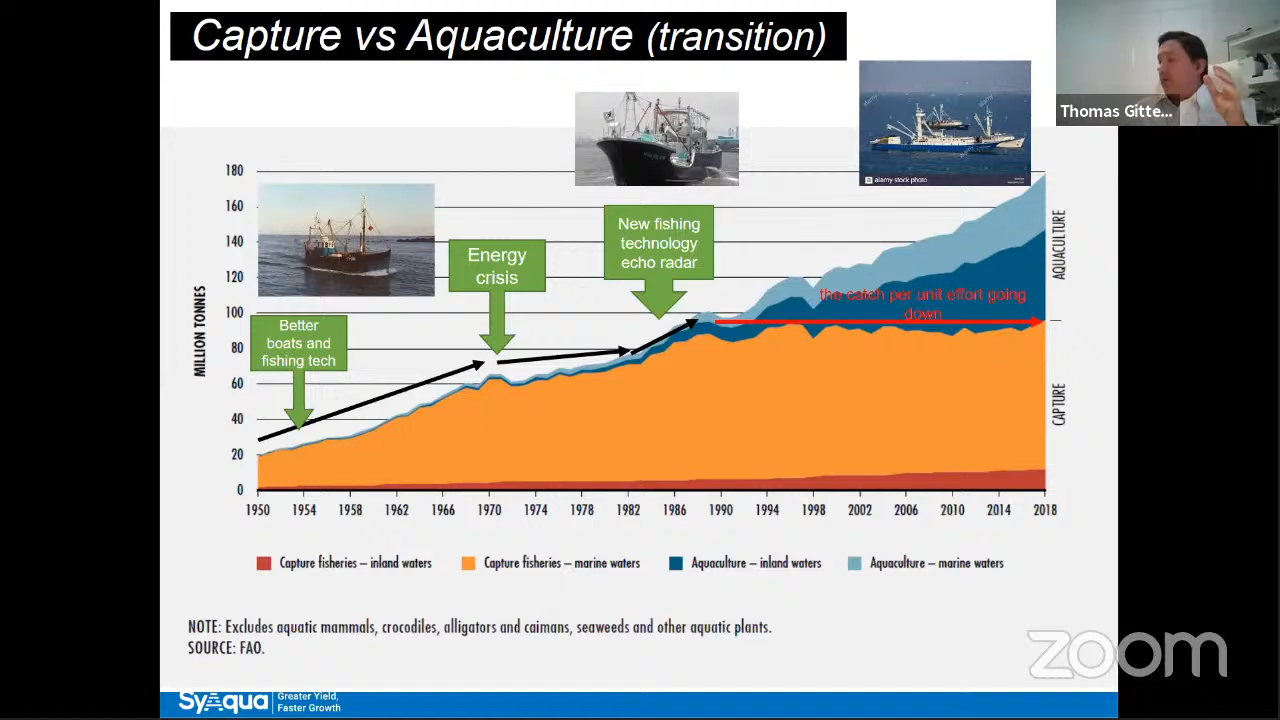 Capture vs Aquaculture (transition)
Thomas Gitte...
alamy stock photo
180
160
140
120
100
80
60
40
20
0
MILLION TONNES
Better
boats and
fishing tech
Energy
crisis
New fishing
technology
echo radar
the catch per unit effort going
down
AQUACULTURE
CAPTURE
1950 1954 1958 1962 1966 1970 1974 1978 1982 1986 1990 1994 1998 2002 2006 2010 2014 2018
Capture fisheries – inland waters Capture fisheries – marine waters Aquaculture – inland waters Aquaculture – marine waters
NOTE: Excludes aquatic mammals, crocodiles, alligators and caimans, seaweeds and other aquatic plants.
SOURCE: FAO.
zoom
SyAqua
Greater Yield,
Faster Growth